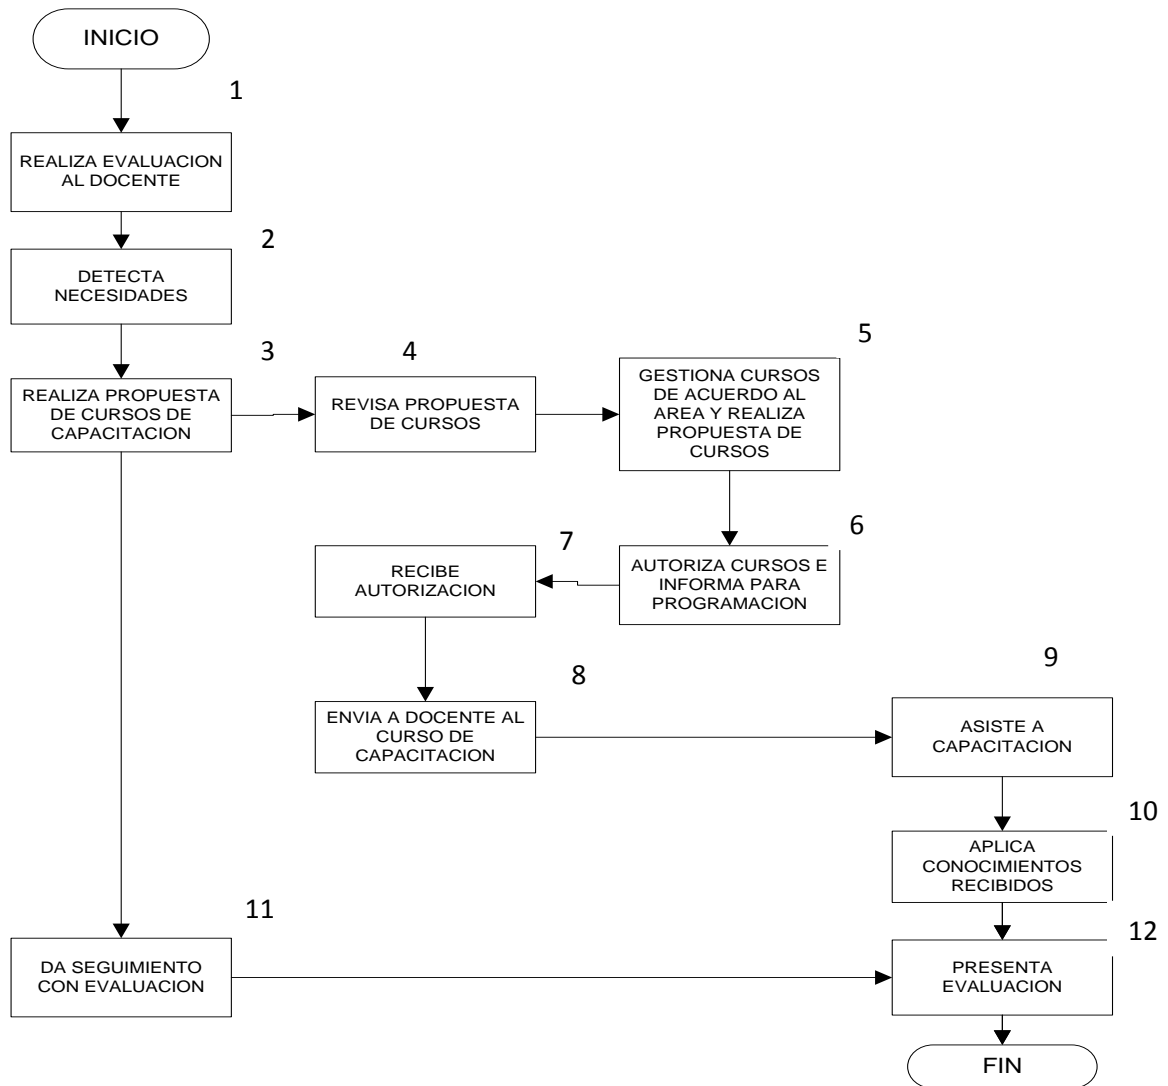 INICIO
1
REALIZA EVALUACION
AL DOCENTE
2
DETECTA
NECESIDADES
3
REALIZA PROPUESTA
DE CURSOS DE
CAPACITACION
4
REVISA PROPUESTA
DE CURSOS
5
GESTIONA CURSOS
DE ACUERDO AL
AREA Y REALIZA
PROPUESTA DE
CURSOS
6
AUTORIZA CURSOS E
INFORMA PARA
PROGRAMACION
7
RECIBE
AUTORIZACION
8
ENVIA A DOCENTE AL
CURSO DE
CAPACITACION
9
ASISTE A
CAPACITACION
10
APLICA
CONOCIMIENTOS
RECIBIDOS
11
DA SEGUIMIENTO
CON EVALUACION
12
PRESENTA
EVALUACION
FIN